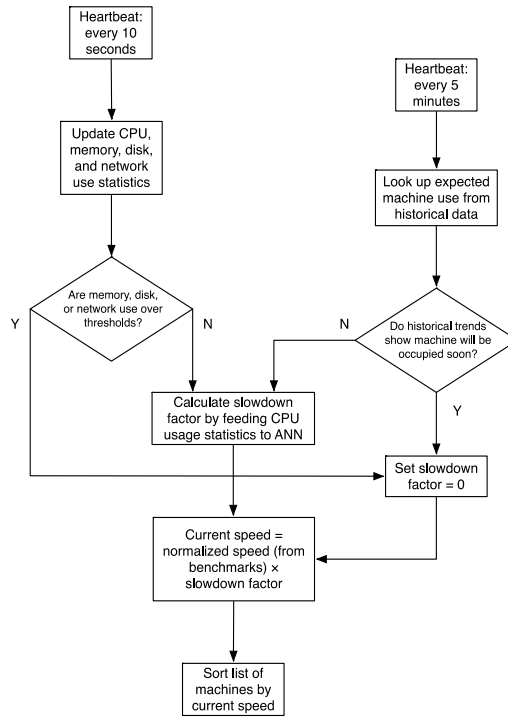 Heartbeat:
every 10
seconds
Heartbeat:
every 5
minutes
Update CPU,
memory, disk,
and network
use statistics
Look up expected
machine use from
historical data
Are memory, disk,
or network use over
thresholds?
Y
N
Do historical trends
show machine will be
occupied soon?
N
Y
Calculate slowdown
factor by feeding CPU
usage statistics to ANN
Set slowdown
factor = 0
Current speed =
normalized speed (from
benchmarks) ×
slowdown factor
Sort list of
machines by
current speed